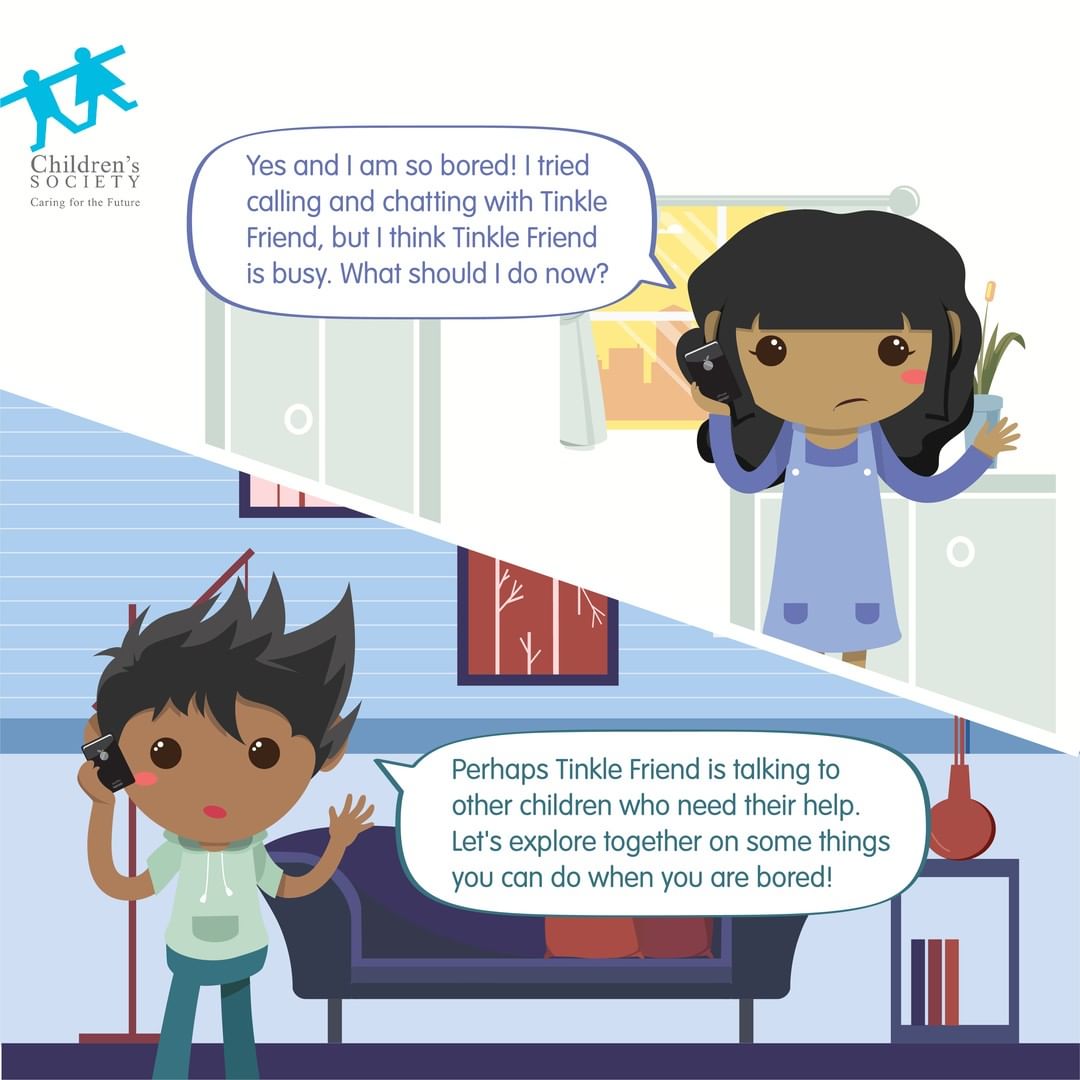 Children's
SOCIETY
Caring for the Future
Yes and I am so bored! I tried
calling and chatting with Tinkle
Friend, but I think Tinkle Friend
is busy. What should I do now?
Perhaps Tinkle Friend is talking to
other children who need their help.
Let's explore together on some things
you can do when you are bored!